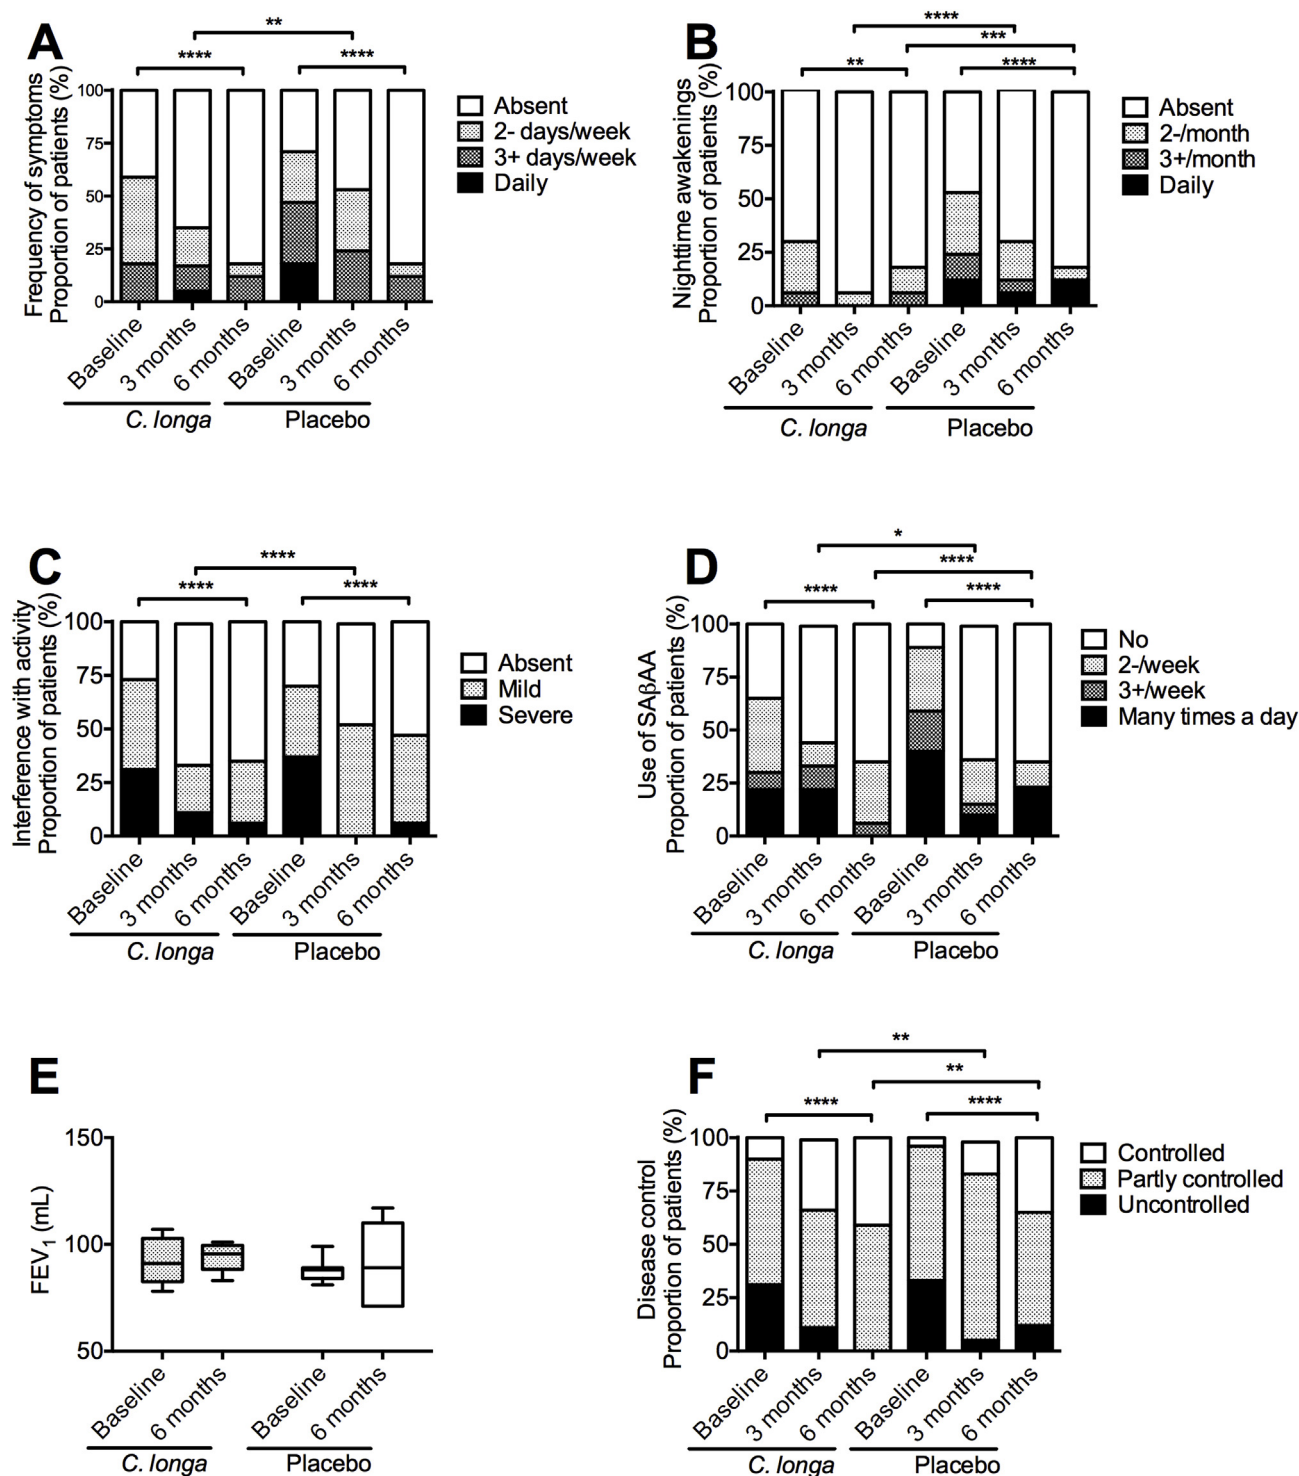 A
**
****
****
Frequency of symptoms
Proportion of patients (%)
100
75
50
25
0
Absent
2- days/week
3+ days/week
Daily
Baseline
3 months
6 months
Baseline
3 months
6 months
C. longa
Placebo
B
****
***
**
****
Nighttime awakenings
Proportion of patients (%)
100
75
50
25
0
Absent
2-/month
3+/month
Daily
Baseline
3 months
6 months
Baseline
3 months
6 months
C. longa
Placebo
C
****
****
****
Interference with activity
Proportion of patients (%)
100
75
50
25
0
Absent
Mild
Severe
Baseline
3 months
6 months
Baseline
3 months
6 months
C. longa
Placebo
D
*
****
****
****
Use of SAβAA
Proportion of patients (%)
100
75
50
25
0
No
2-/week
3+/week
Many times a day
Baseline
3 months
6 months
Baseline
3 months
6 months
C. longa
Placebo
E
FEV1 (mL)
150
100
50
Baseline
6 months
Baseline
6 months
C. longa
Placebo
F
**
**
****
****
Disease control
Proportion of patients (%)
100
75
50
25
0
Controlled
Partly controlled
Uncontrolled
Baseline
3 months
6 months
Baseline
3 months
6 months
C. longa
Placebo